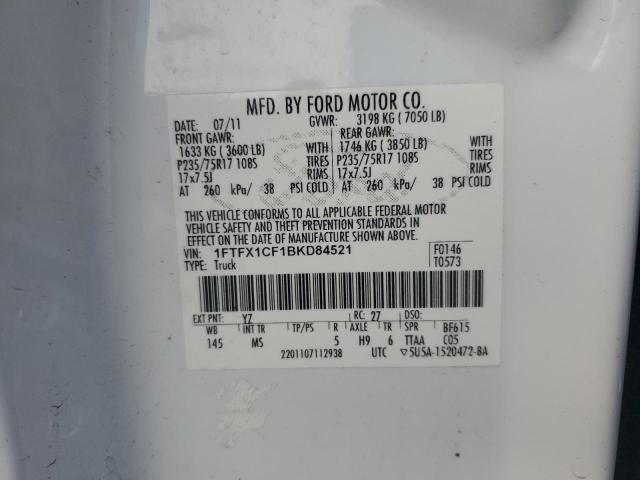 MFD. BY FORD MOTOR CO.
DATE: 07/11 GVWR: 3198 KG ( 7050 LB)
FRONT GAWR: REAR GAWR:
1633 KG ( 3600 LB) WITH 1746 KG ( 3850 LB) WITH
P235/75R17 108S TIRES P235/75R17 108S TIRES
17x7.5J RIMS 17x7.5J RIMS
AT 260 kPa/ 38 PSI COLD AT 260 kPa/ 38 PSI COLD
THIS VEHICLE CONFORMS TO ALL APPLICABLE FEDERAL MOTOR
VEHICLE SAFETY AND THEFT PREVENTION STANDARDS IN
EFFECT ON THE DATE OF MANUFACTURE SHOWN ABOVE.
VIN: 1FTFX1CF1BKD84521 F0146
TYPE: Truck T0573
EXT PNT: YZ RC: 27 DSO:
WB INT TR TP/PS R AXLE TR SPR BF615
145 MS 5 H9 6 TTAA C05
2201107112938 UTC ▽5U5A-1520472-BA